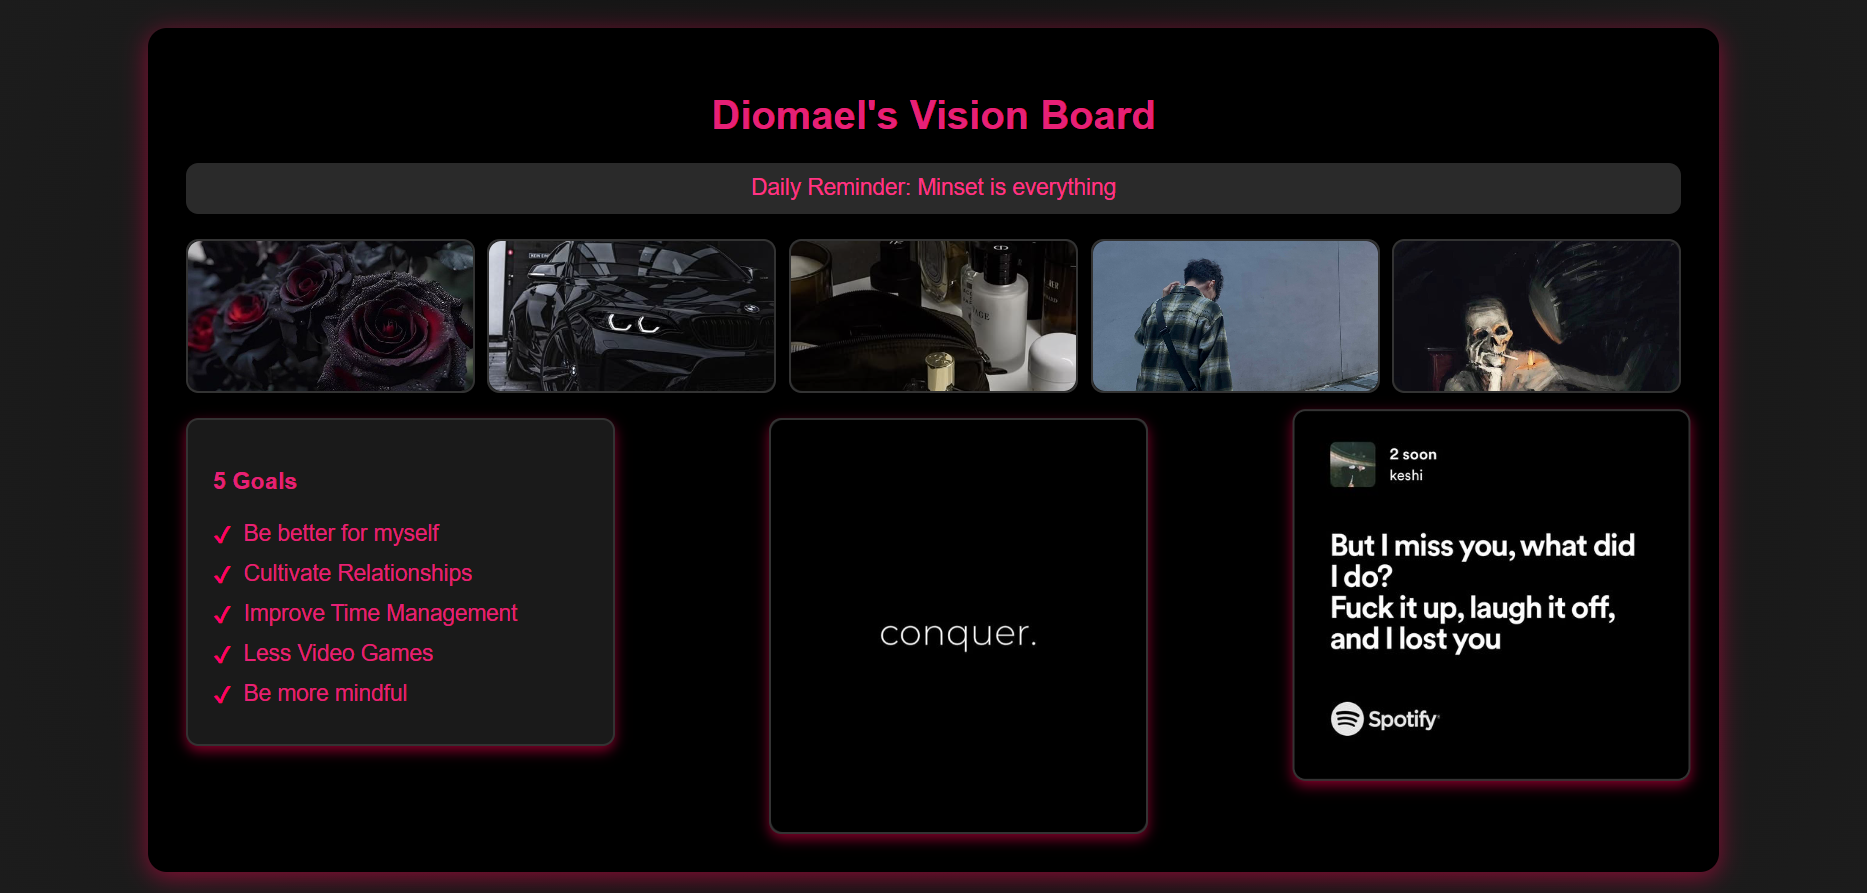 Diomael's Vision Board
Daily Reminder: Minset is everything
5 Goals
✓ Be better for myself
✓ Cultivate Relationships
✓ Improve Time Management
✓ Less Video Games
✓ Be more mindful
conquer.
2 soon
keshi
But I miss you, what did
I do?
Fuck it up, laugh it off,
and I lost you
Spotify